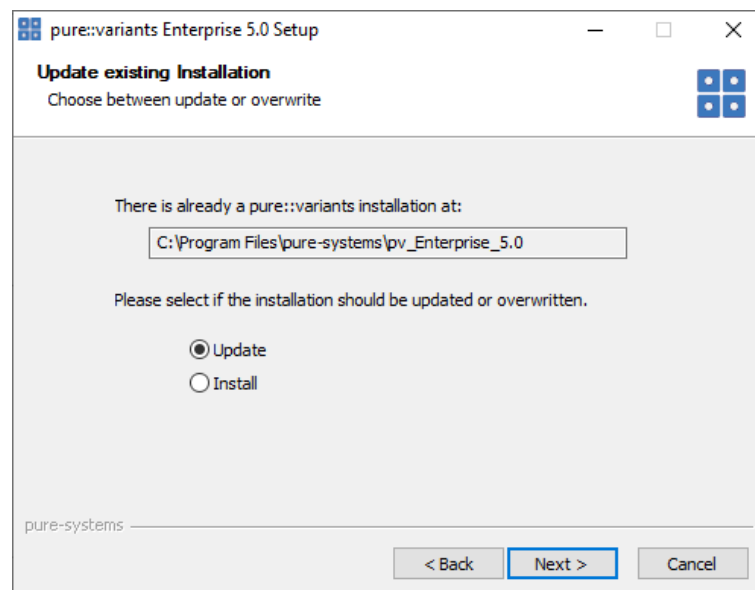 pure::variants Enterprise 5.0 Setup
Update existing Installation
Choose between update or overwrite
There is already a pure::variants installation at:
C:\Program Files\pure-systems\pv_Enterprise_5.0
Please select if the installation should be updated or overwritten.
Update
Install
pure-systems
< Back Next > Cancel